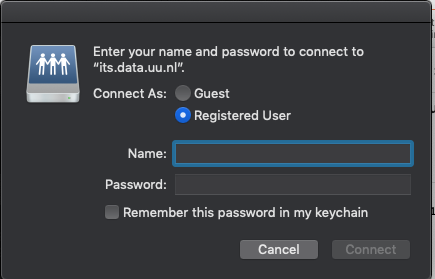 Enter your name and password to connect to
“its.data.uu.nl”.
Connect As: Guest
Registered User
Name:
Password:
Remember this password in my keychain
Cancel Connect